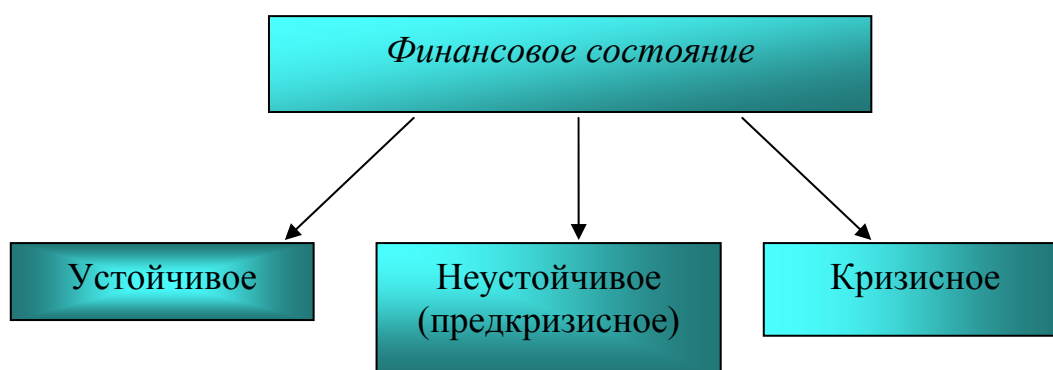 Финансовое состояние
Устойчивое
Неустойчивое
(предкризисное)
Кризисное